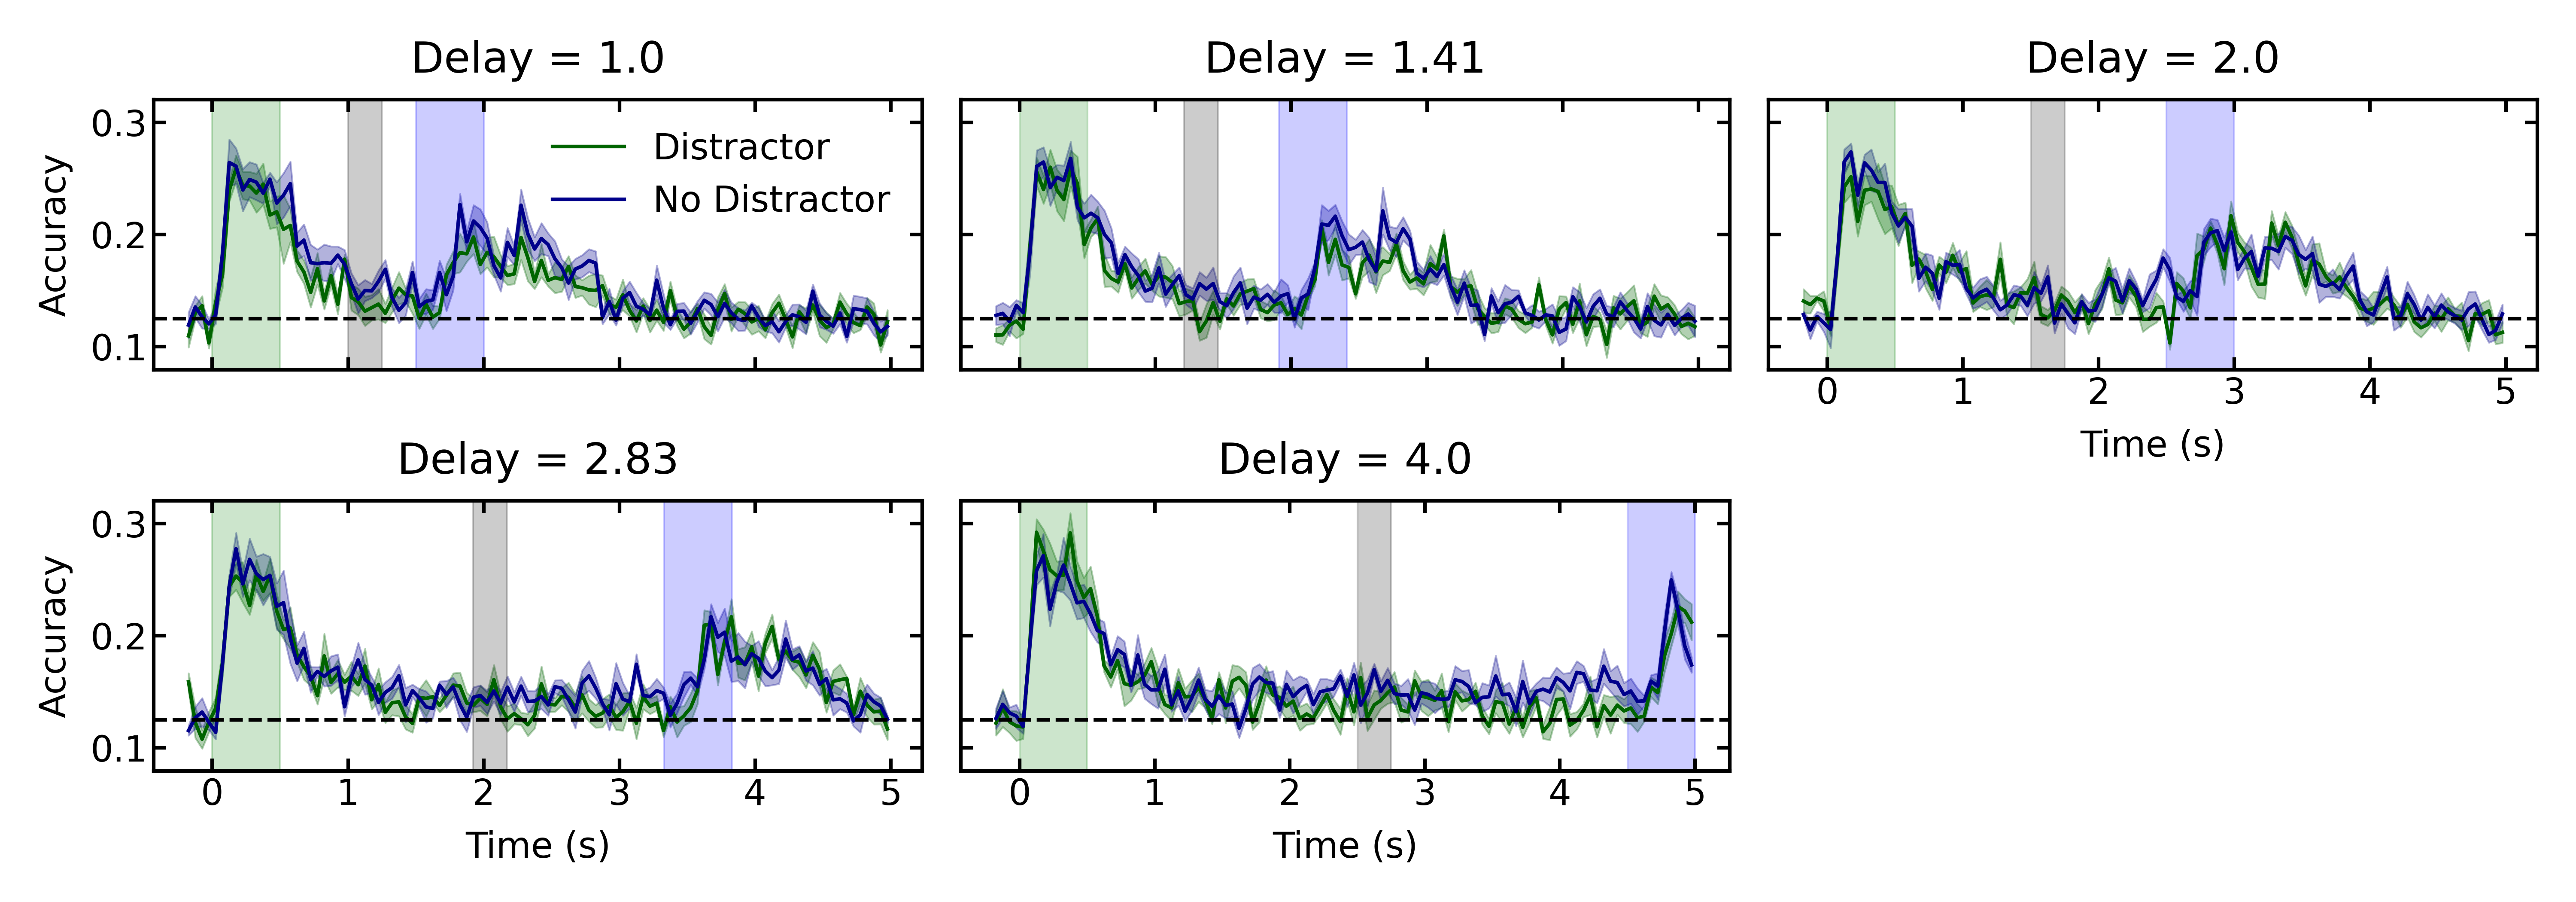 Delay = 1.0
Delay = 1.41
Delay = 2.0
Accuracy
0.3
0.2
0.1
Distractor
No Distractor
0 1 2 3 4 5
Time (s)
Delay = 2.83
Delay = 4.0
Accuracy
0.3
0.2
0.1
0 1 2 3 4 5
0 1 2 3 4 5
Time (s)
Time (s)